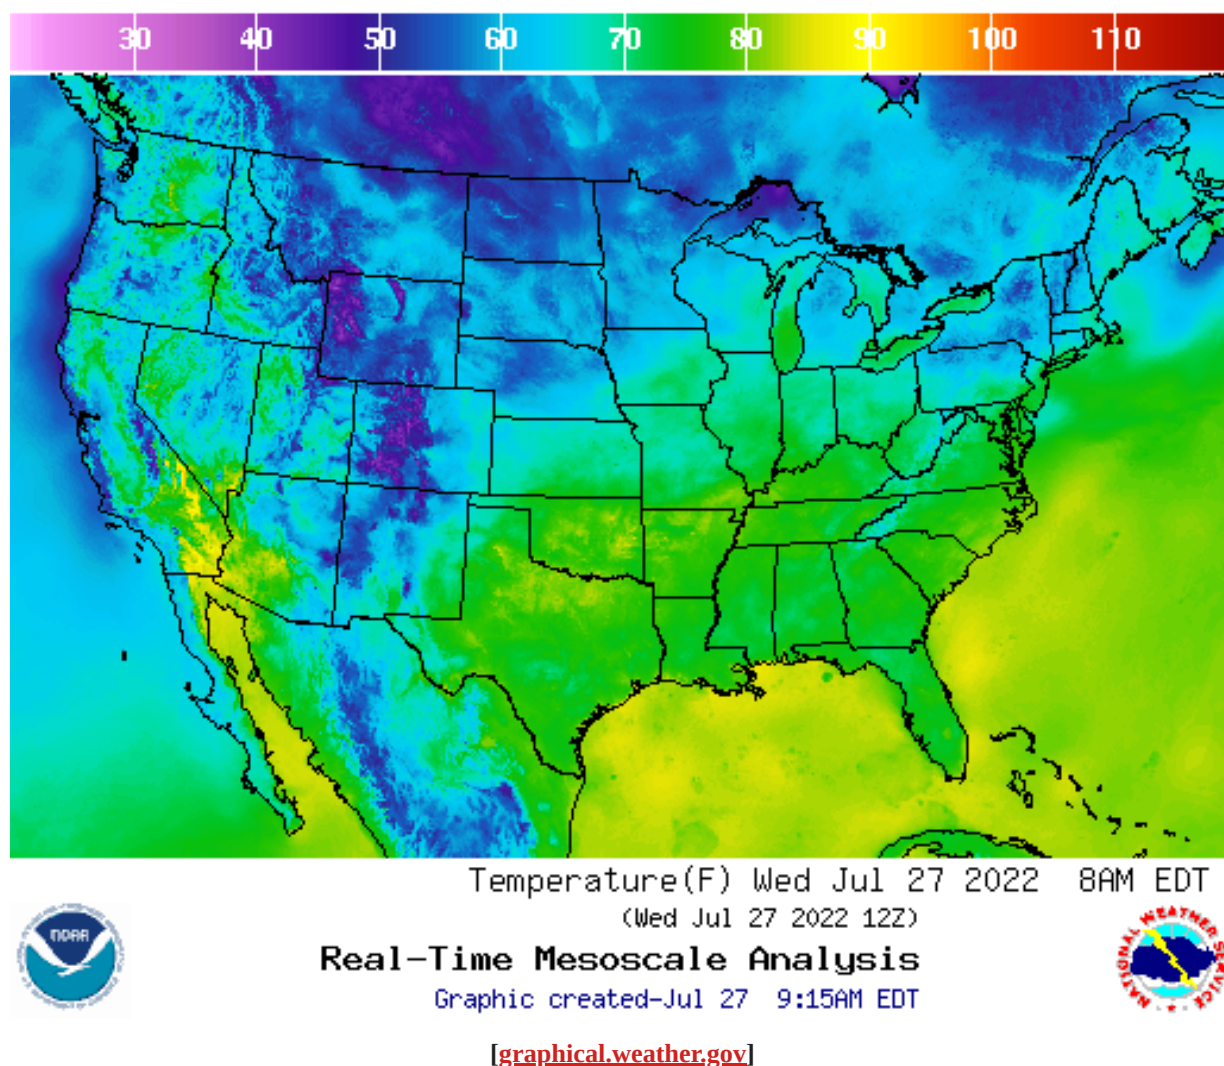 30 40 50 60 70 80 90 100 110
Temperature(F) Wed Jul 27 2022 8AM EDT
(Wed Jul 27 2022 12Z)
Real-Time Mesoscale Analysis
Graphic created-Jul 27 9:15AM EDT
NOAA
NATIONAL WEATHER SERVICE
[graphical.weather.gov]